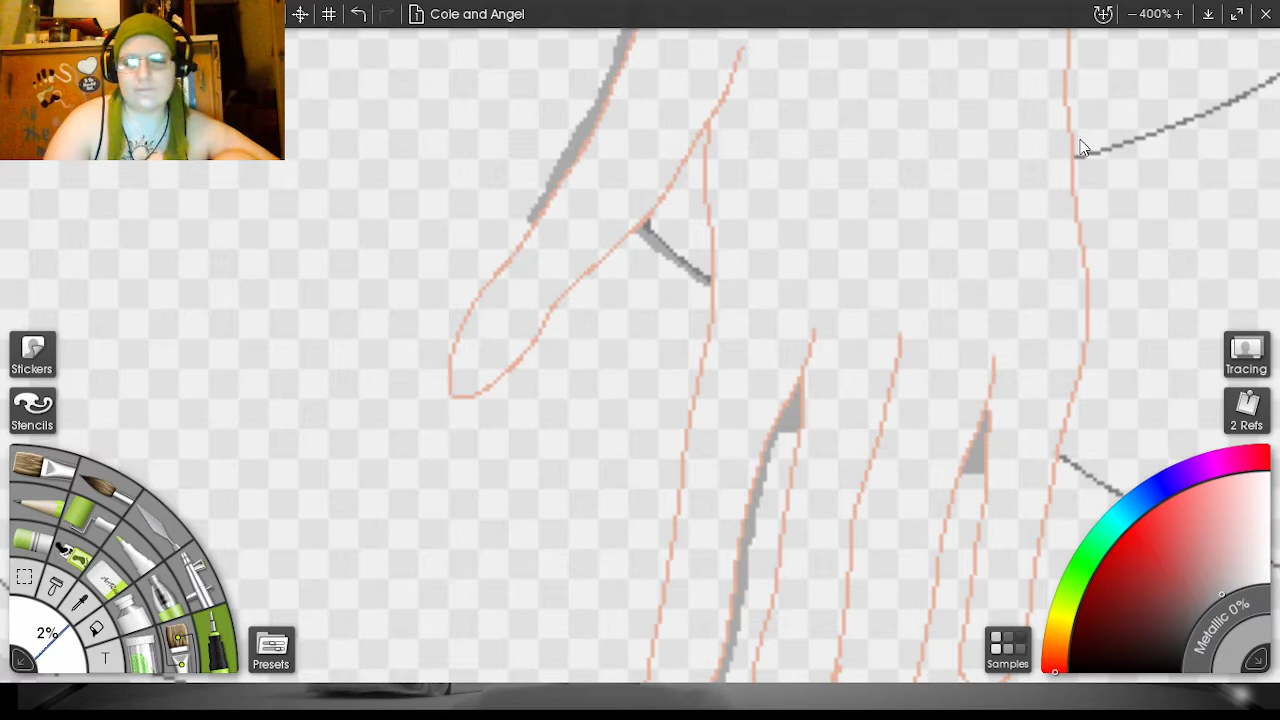 Cole and Angel
400%
Stickers
Stencils
Tracing
2 Refs
2%
T
Presets
Samples
Metallic 0%